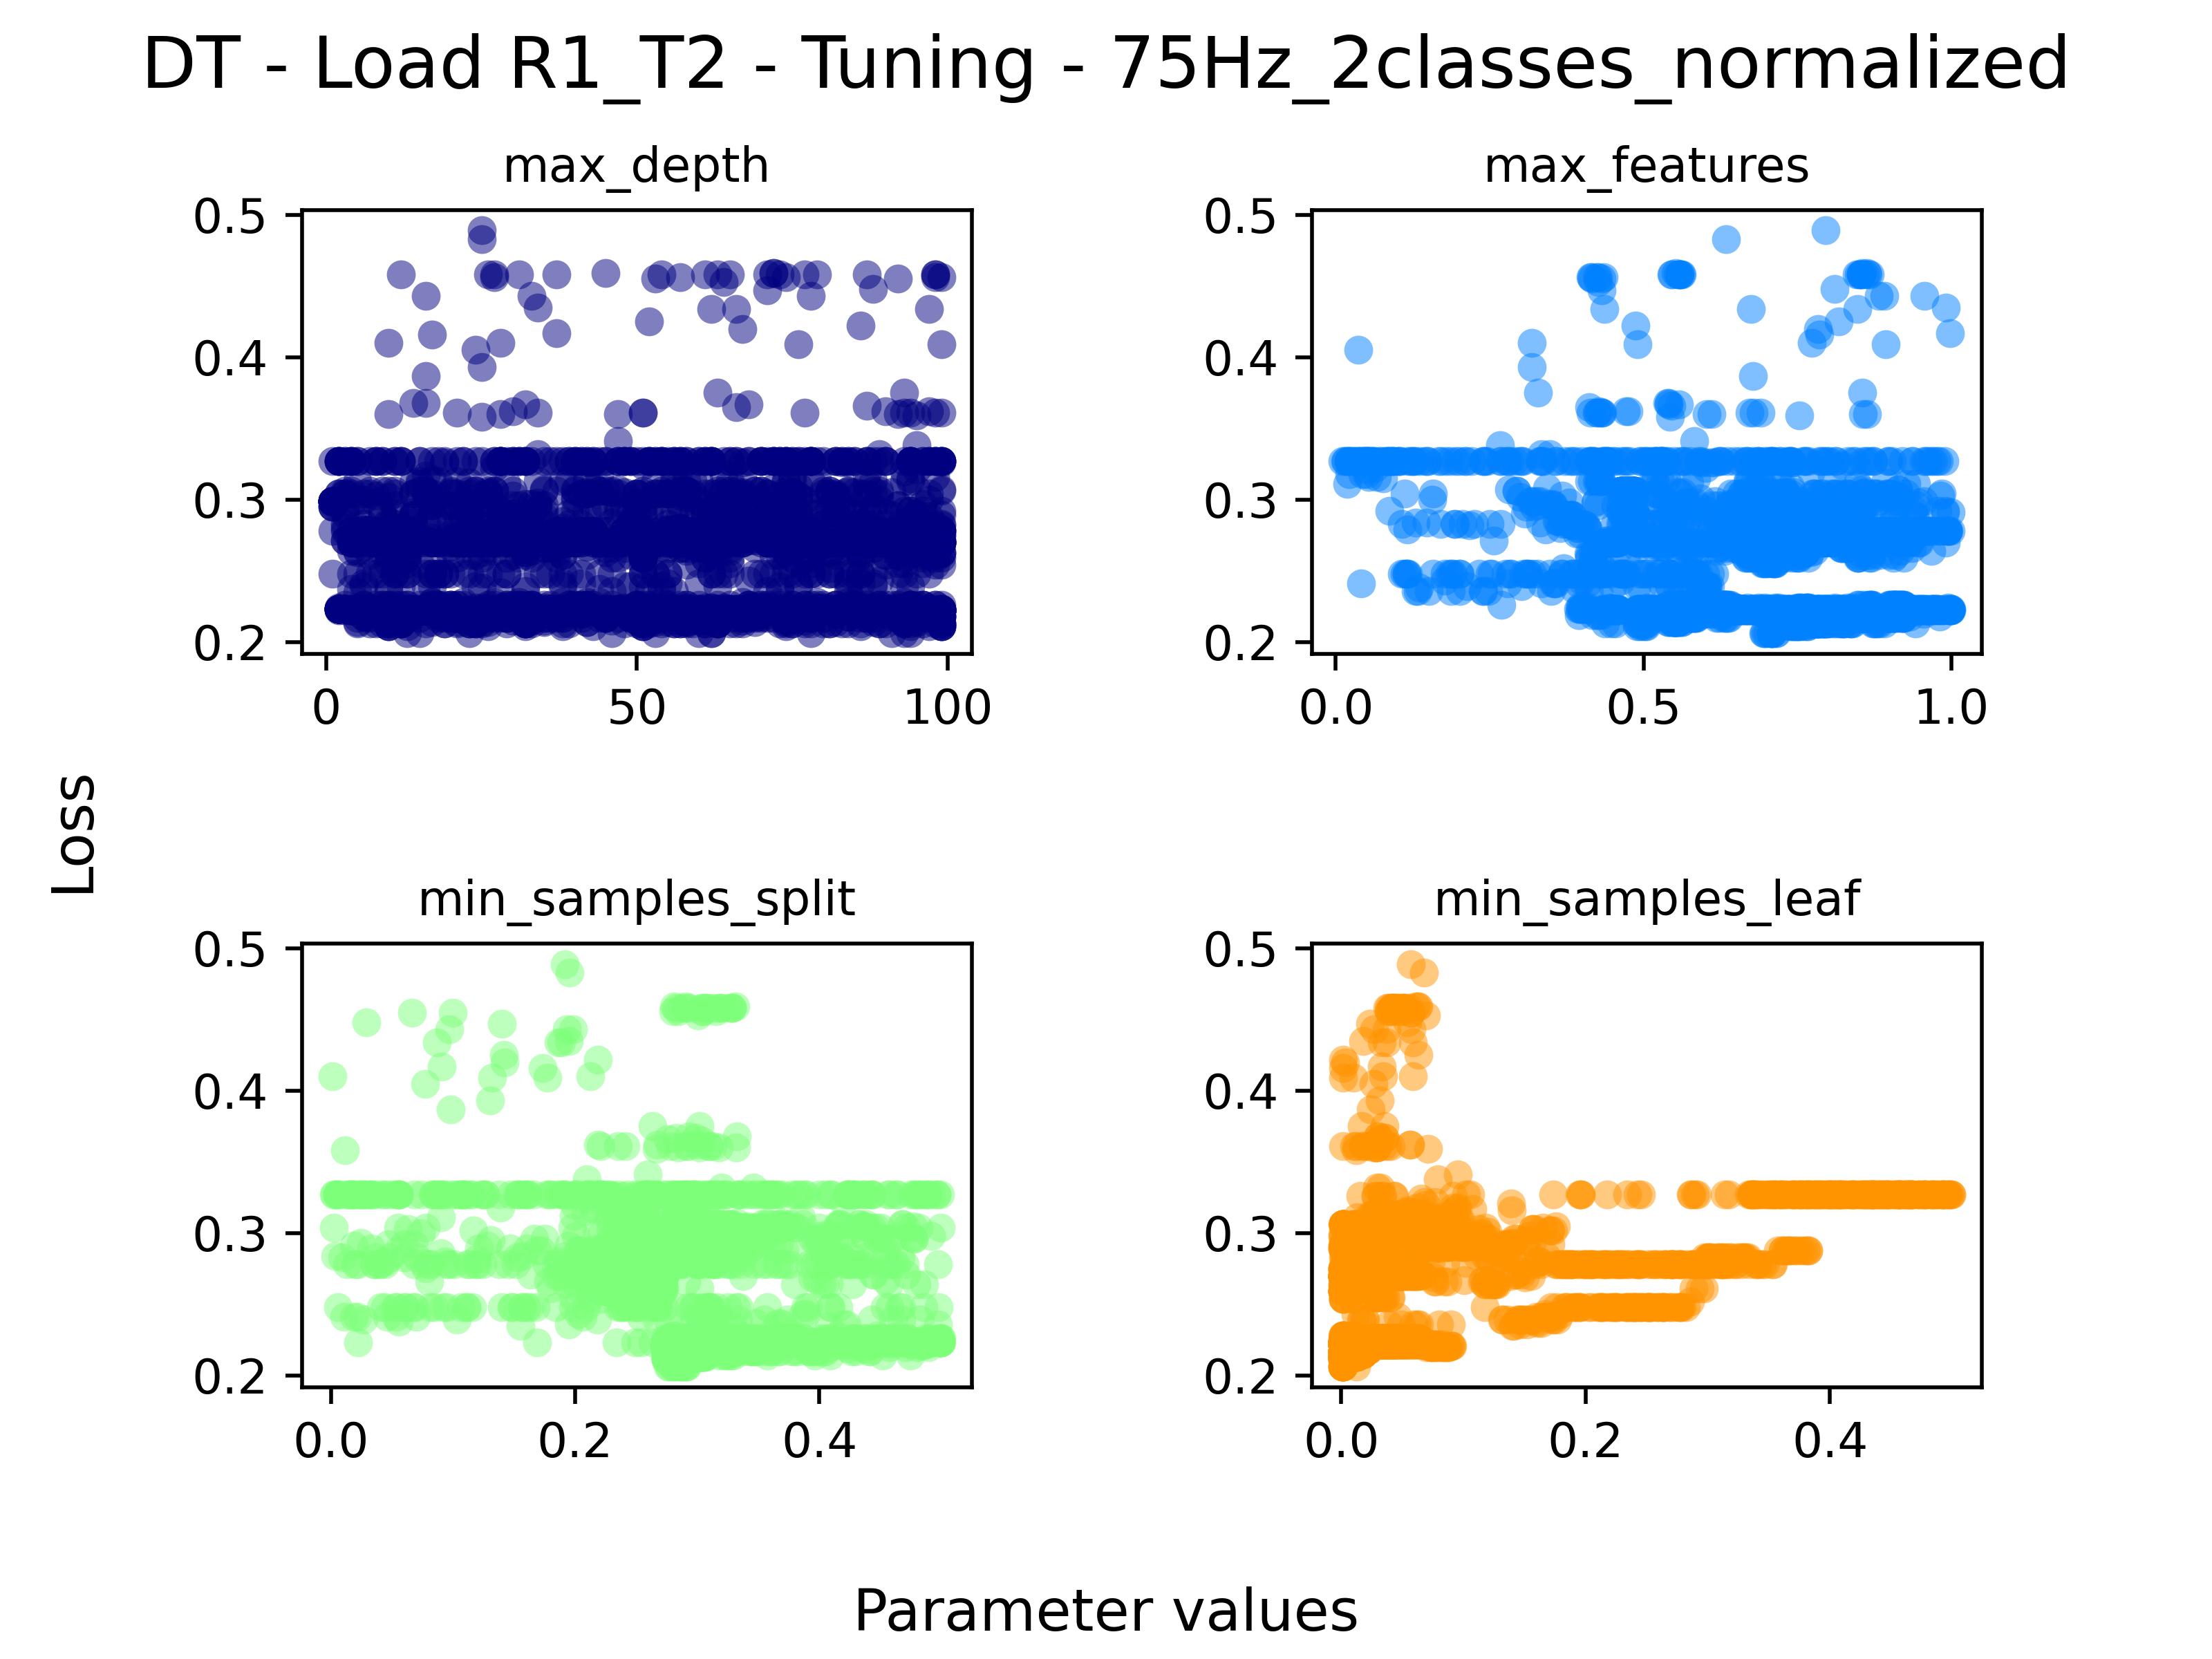 DT - Load R1_T2 - Tuning - 75Hz_2classes_normalized
max_depth
0.5
0.4
0.3
0.2
0 50 100
max_features
0.5
0.4
0.3
0.2
0.0 0.5 1.0
Loss
min_samples_split
0.5
0.4
0.3
0.2
0.0 0.2 0.4
min_samples_leaf
0.5
0.4
0.3
0.2
0.0 0.2 0.4
Parameter values